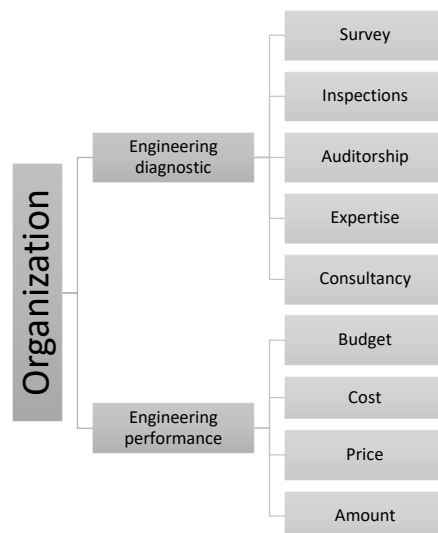 Organization
Engineering
diagnostic
Survey
Inspections
Auditorship
Expertise
Consultancy
Engineering
performance
Budget
Cost
Price
Amount